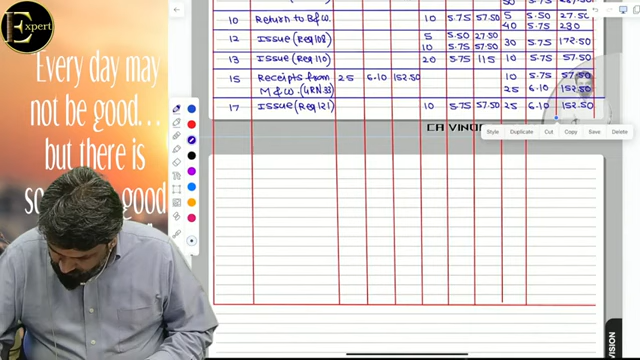 Expert
Every day may
not be good...
but there is
good
10 Return to B&W. 10 5.75 57.50 5 5.50 27.50
40 5.75 230
12 Issue (Req 108) 5 5.50 27.50
10 5.75 57.50 30 5.75 172.50
13 Issue (Req 110) 20 5.75 115 10 5.75 57.50
15 Receipts from 25 6.10 152.50 10 5.75 57.50
M&W. (GRN.33) 25 6.10 152.50
17 Issue (Req 121) 10 5.75 57.50 25 6.10 152.50
CA VINOD
Style Duplicate Cut Copy Save Delete
VISION